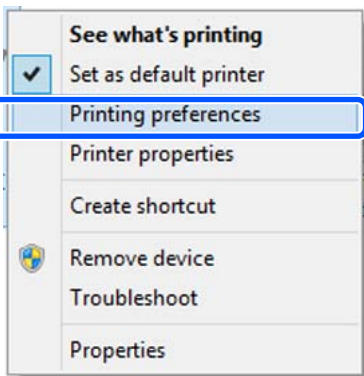 See what's printing
Set as default printer
Printing preferences
Printer properties
Create shortcut
Remove device
Troubleshoot
Properties